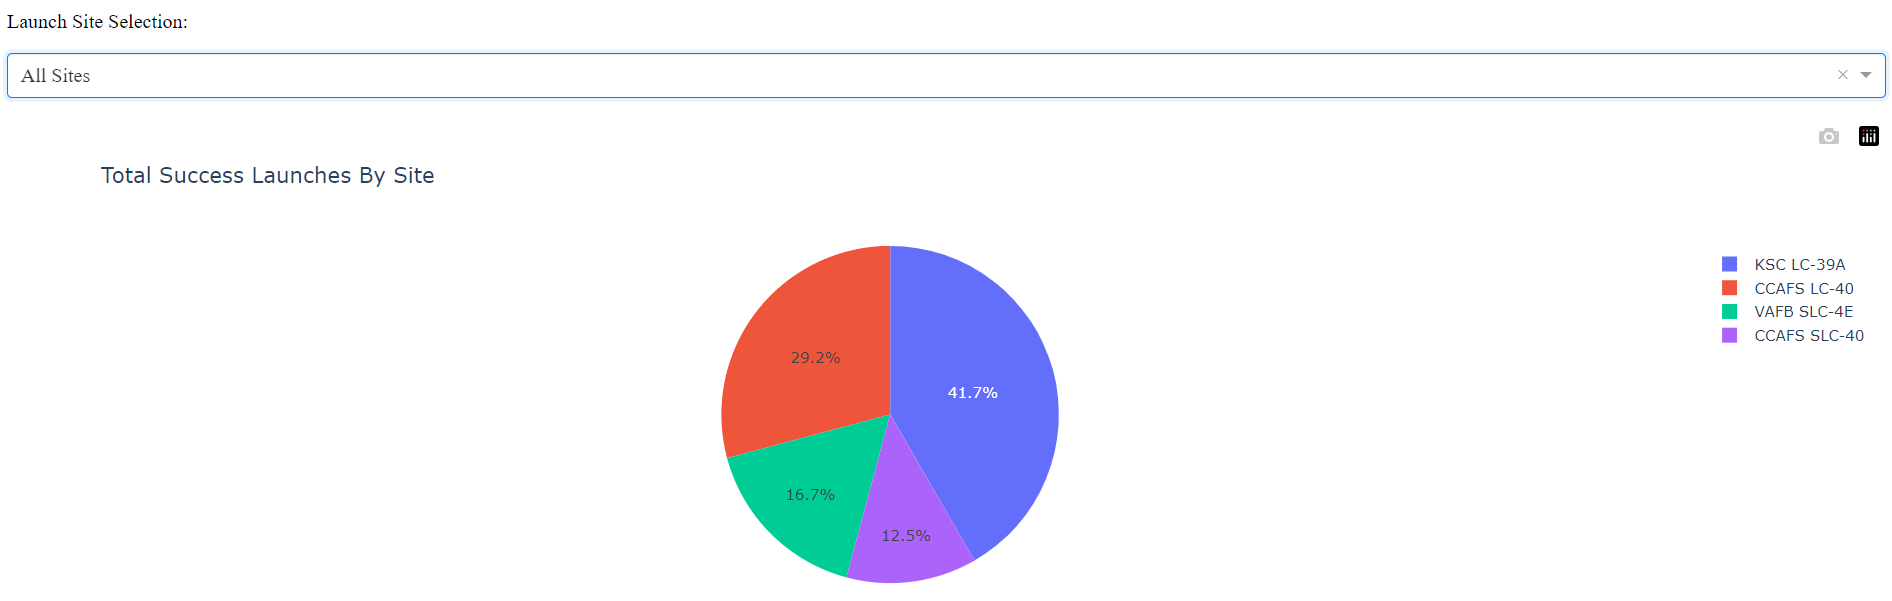 Launch Site Selection:
All Sites
Total Success Launches By Site
KSC LC-39A
CCAFS LC-40
VAFB SLC-4E
CCAFS SLC-40
29.2%
41.7%
16.7%
12.5%